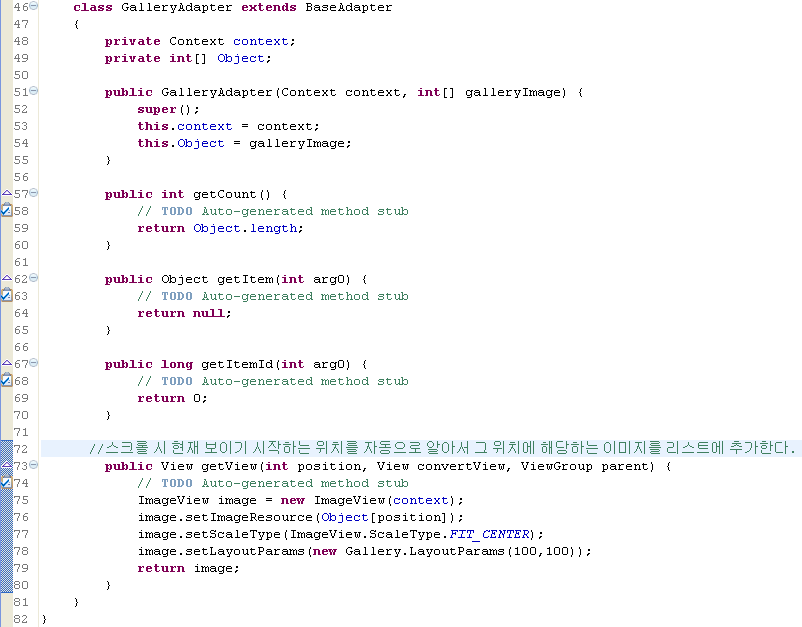 46 class GalleryAdapter extends BaseAdapter
47 {
48 private Context context;
49 private int[] Object;
50
51 public GalleryAdapter(Context context, int[] galleryImage) {
52 super();
53 this.context = context;
54 this.Object = galleryImage;
55 }
56
57 public int getCount() {
58 // TODO Auto-generated method stub
59 return Object.length;
60 }
61
62 public Object getItem(int arg0) {
63 // TODO Auto-generated method stub
64 return null;
65 }
66
67 public long getItemId(int arg0) {
68 // TODO Auto-generated method stub
69 return 0;
70 }
71
72 //스크롤 시 현재 보이기 시작하는 위치를 자동으로 알아서 그 위치에 해당하는 이미지를 리스트에 추가한다.
73 public View getView(int position, View convertView, ViewGroup parent) {
74 // TODO Auto-generated method stub
75 ImageView image = new ImageView(context);
76 image.setImageResource(Object[position]);
77 image.setScaleType(ImageView.ScaleType.FIT_CENTER);
78 image.setLayoutParams(new Gallery.LayoutParams(100,100));
79 return image;
80 }
81 }
82 }